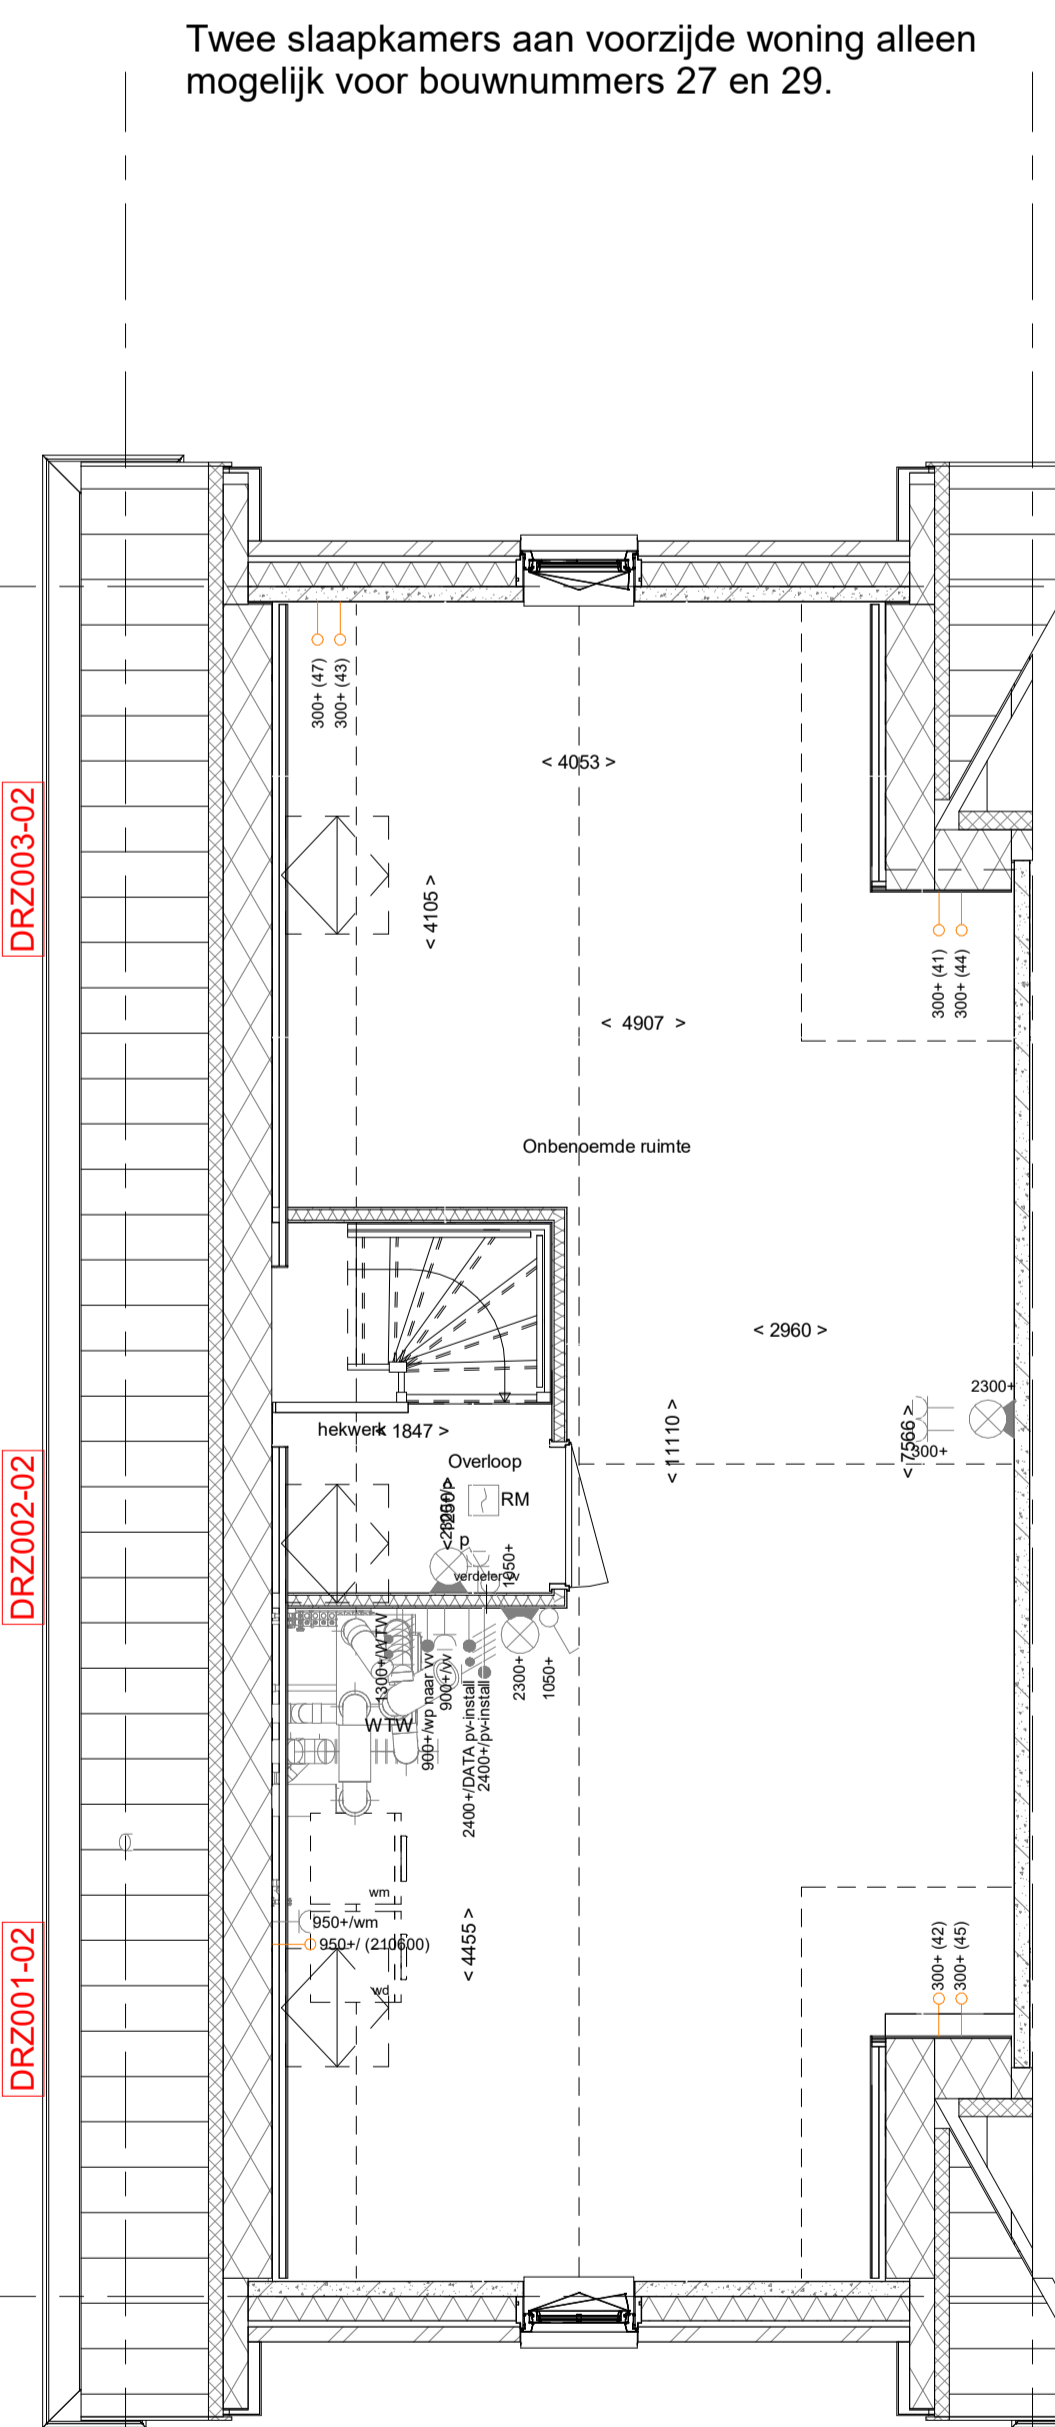 Twee slaapkamers aan voorzijde woning alleen
mogelijk voor bouwnummers 27 en 29.
300+ (47)
300+ (43)
< 4053 >
DRZ003-02
< 4105 >
300+ (41)
300+ (44)
< 4907 >
Onbenoemde ruimte
< 2960 >
2300+
hekwerk
< 1847 >
< 11110 >
< 7566 >
300+
Overloop
DRZ002-02
RM
p
1050+
verdeler vv
1300+/WTW
900+/wp naar vv
900+/vv
2400+/DATA pv-install
2400+/pv-install
2300+
1050+
WTW
wm
950+/wm
950+/ (210600)
< 4455 >
300+ (42)
300+ (45)
wd
DRZ001-02